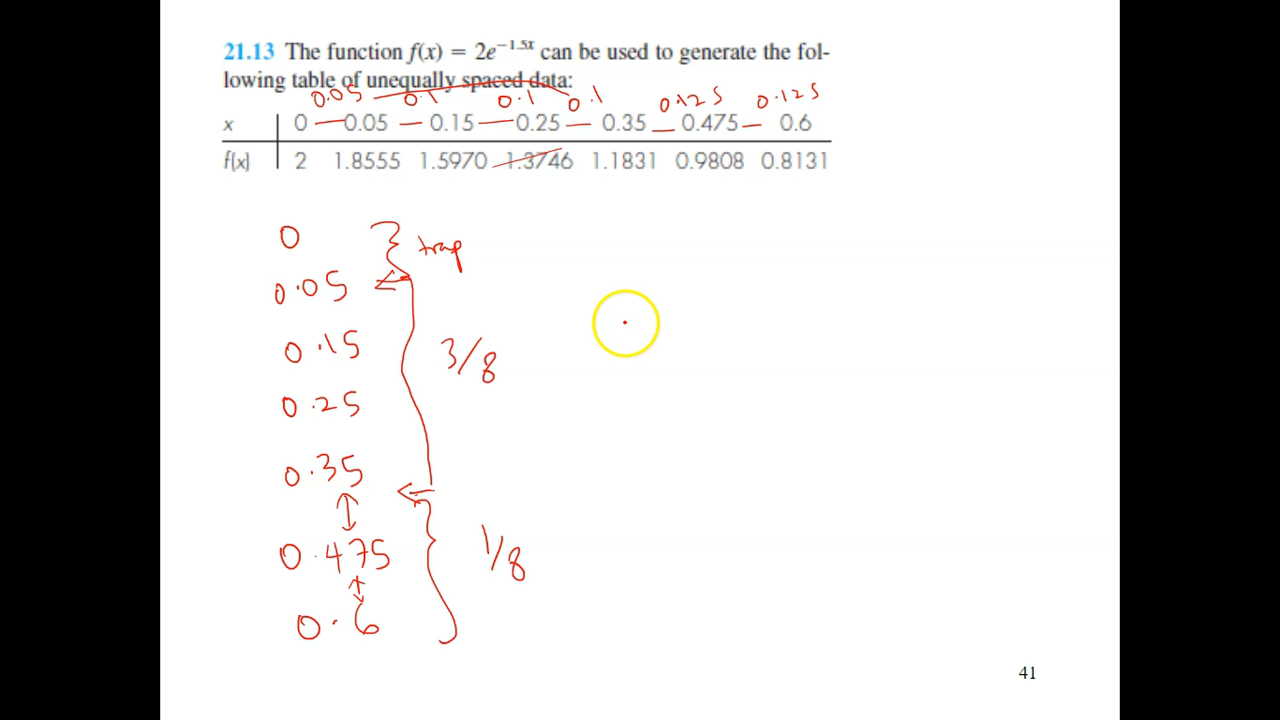 21.13 The function f(x) = 2e^−1.5x can be used to generate the fol-
lowing table of unequally spaced data:
0.05 0.1 0.1 0.1 0.125 0.125
x 0 0.05 0.15 0.25 0.35 0.475 0.6
f(x) 2 1.8555 1.5970 1.3746 1.1831 0.9808 0.8131
0
trap
0.05
0.15
3/8
0.25
0.35
0.475
1/8
0.6
41